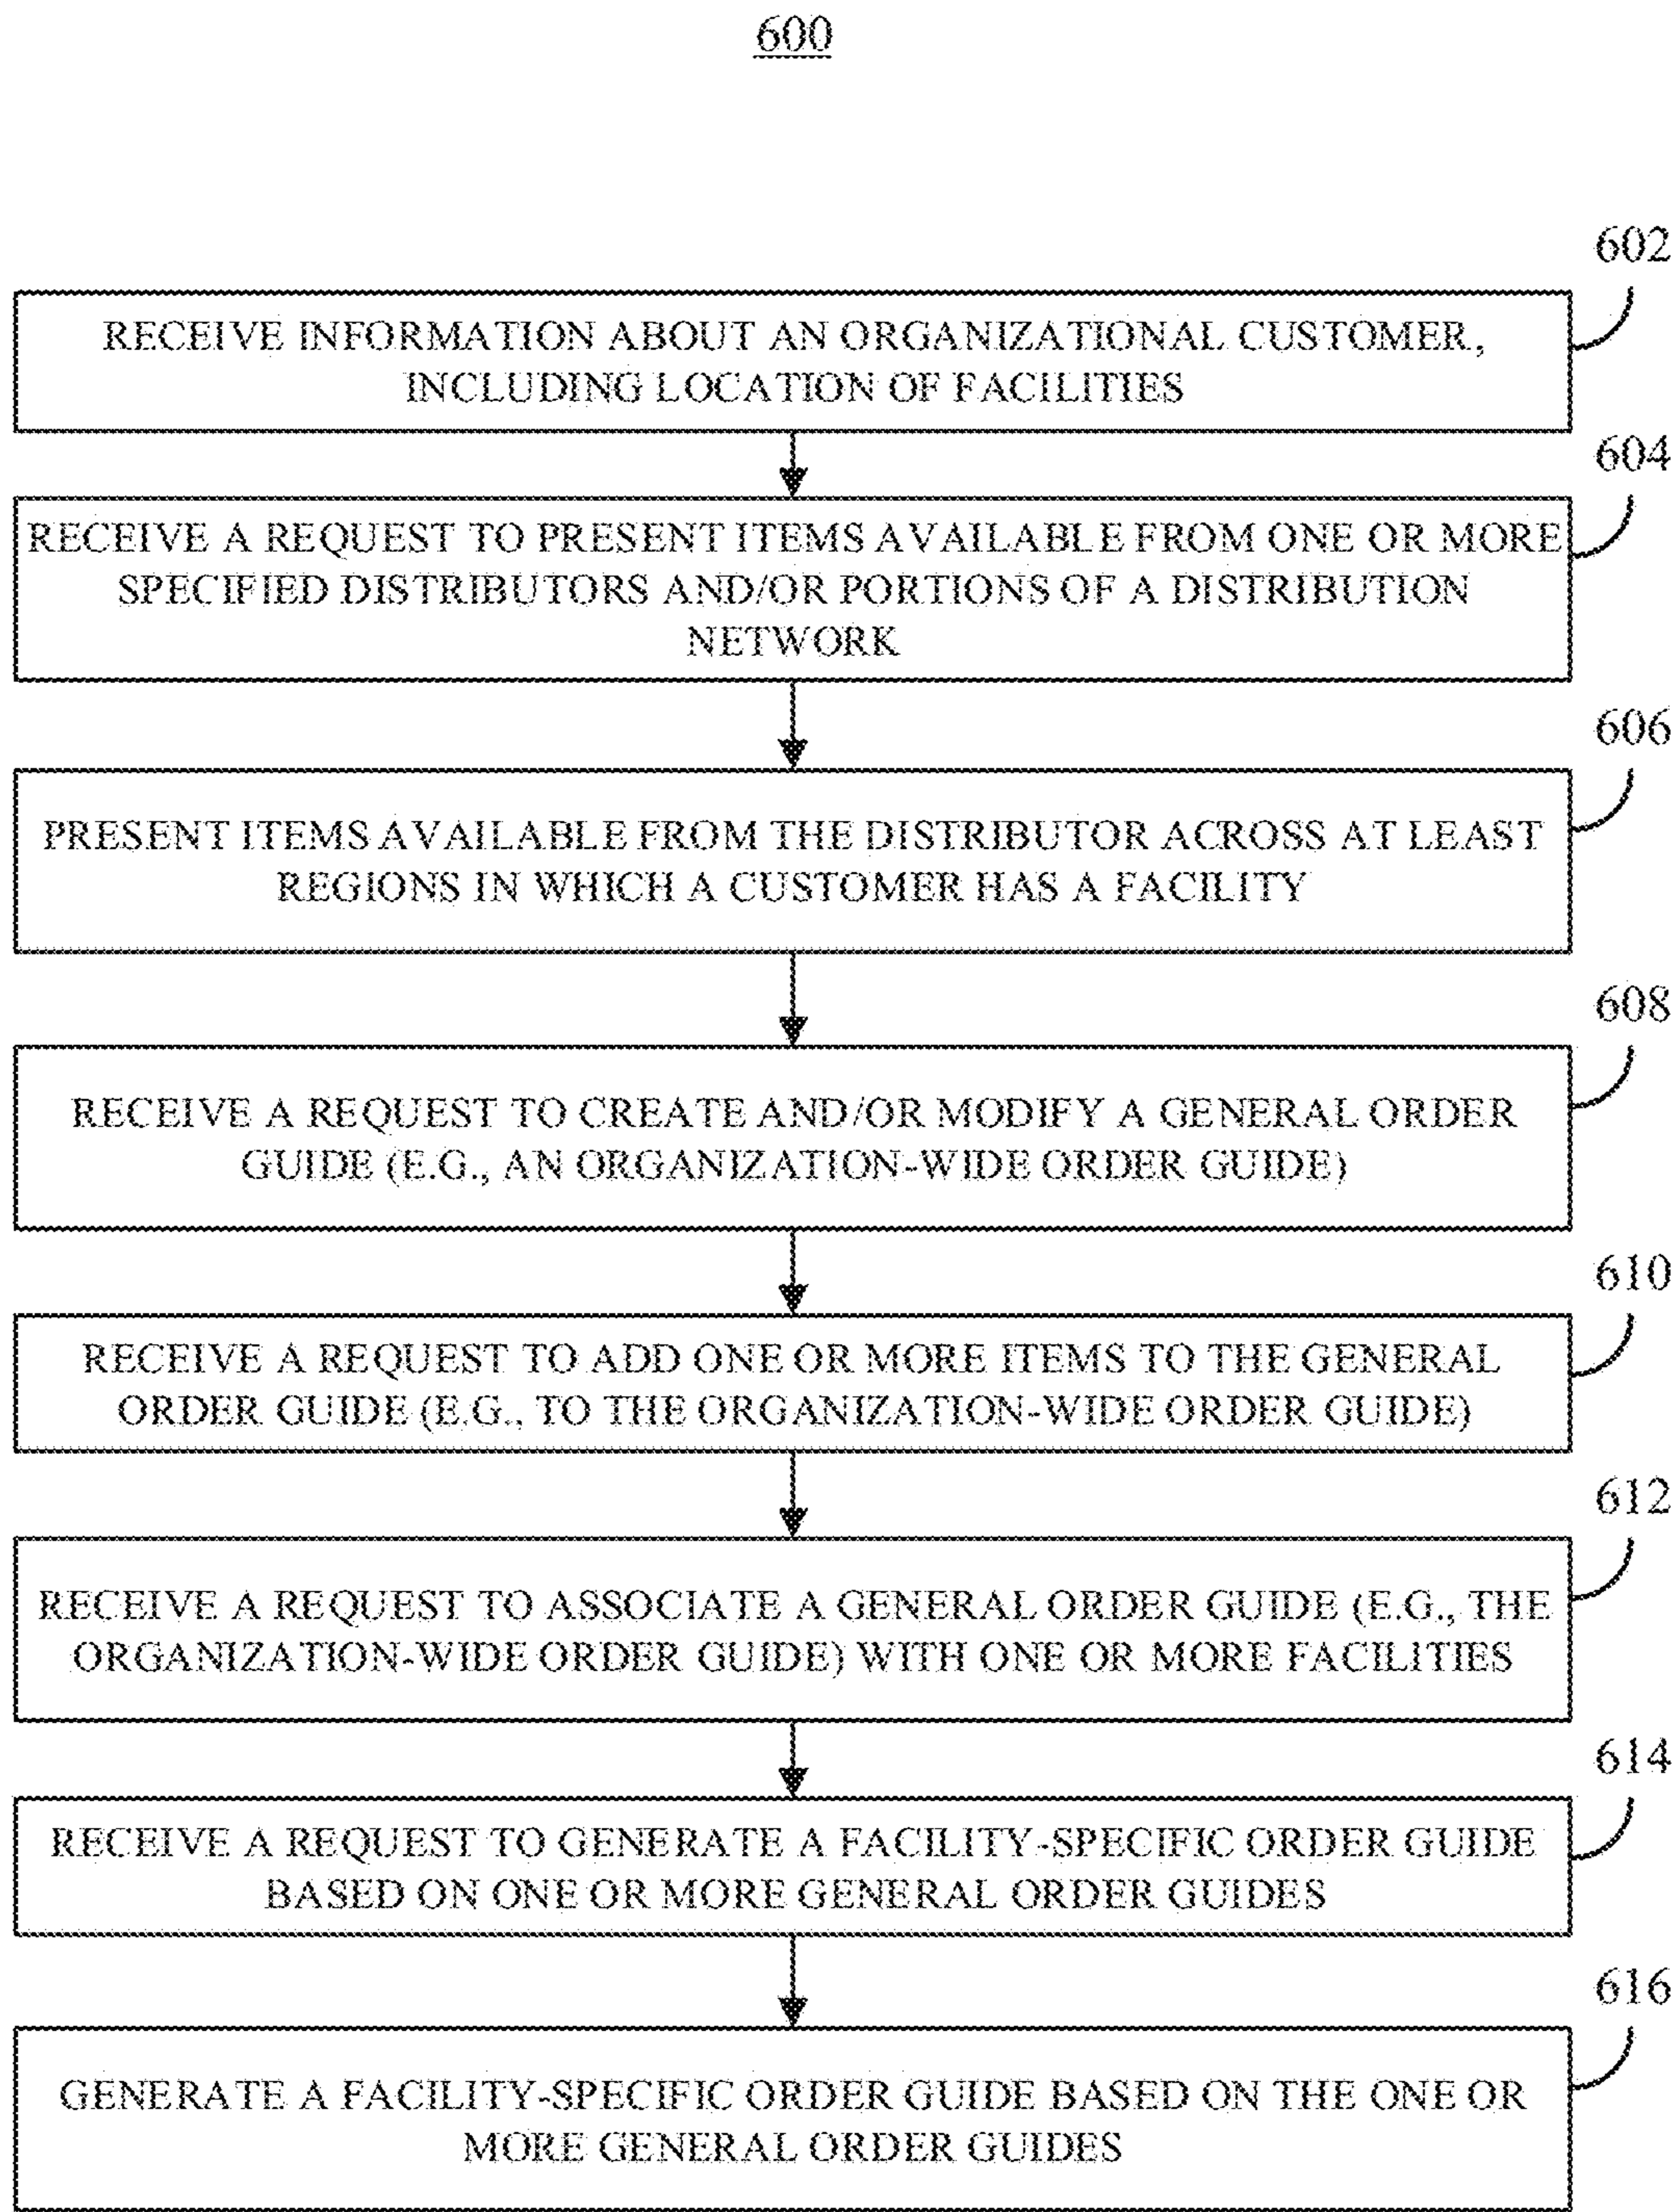 600
602
RECEIVE INFORMATION ABOUT AN ORGANIZATIONAL CUSTOMER,
INCLUDING LOCATION OF FACILITIES
604
RECEIVE A REQUEST TO PRESENT ITEMS AVAILABLE FROM ONE OR MORE
SPECIFIED DISTRIBUTORS AND/OR PORTIONS OF A DISTRIBUTION
NETWORK
606
PRESENT ITEMS AVAILABLE FROM THE DISTRIBUTOR ACROSS AT LEAST
REGIONS IN WHICH A CUSTOMER HAS A FACILITY
608
RECEIVE A REQUEST TO CREATE AND/OR MODIFY A GENERAL ORDER
GUIDE (E.G., AN ORGANIZATION-WIDE ORDER GUIDE)
610
RECEIVE A REQUEST TO ADD ONE OR MORE ITEMS TO THE GENERAL
ORDER GUIDE (E.G., TO THE ORGANIZATION-WIDE ORDER GUIDE)
612
RECEIVE A REQUEST TO ASSOCIATE A GENERAL ORDER GUIDE (E.G., THE
ORGANIZATION-WIDE ORDER GUIDE) WITH ONE OR MORE FACILITIES
614
RECEIVE A REQUEST TO GENERATE A FACILITY-SPECIFIC ORDER GUIDE
BASED ON ONE OR MORE GENERAL ORDER GUIDES
616
GENERATE A FACILITY-SPECIFIC ORDER GUIDE BASED ON THE ONE OR
MORE GENERAL ORDER GUIDES